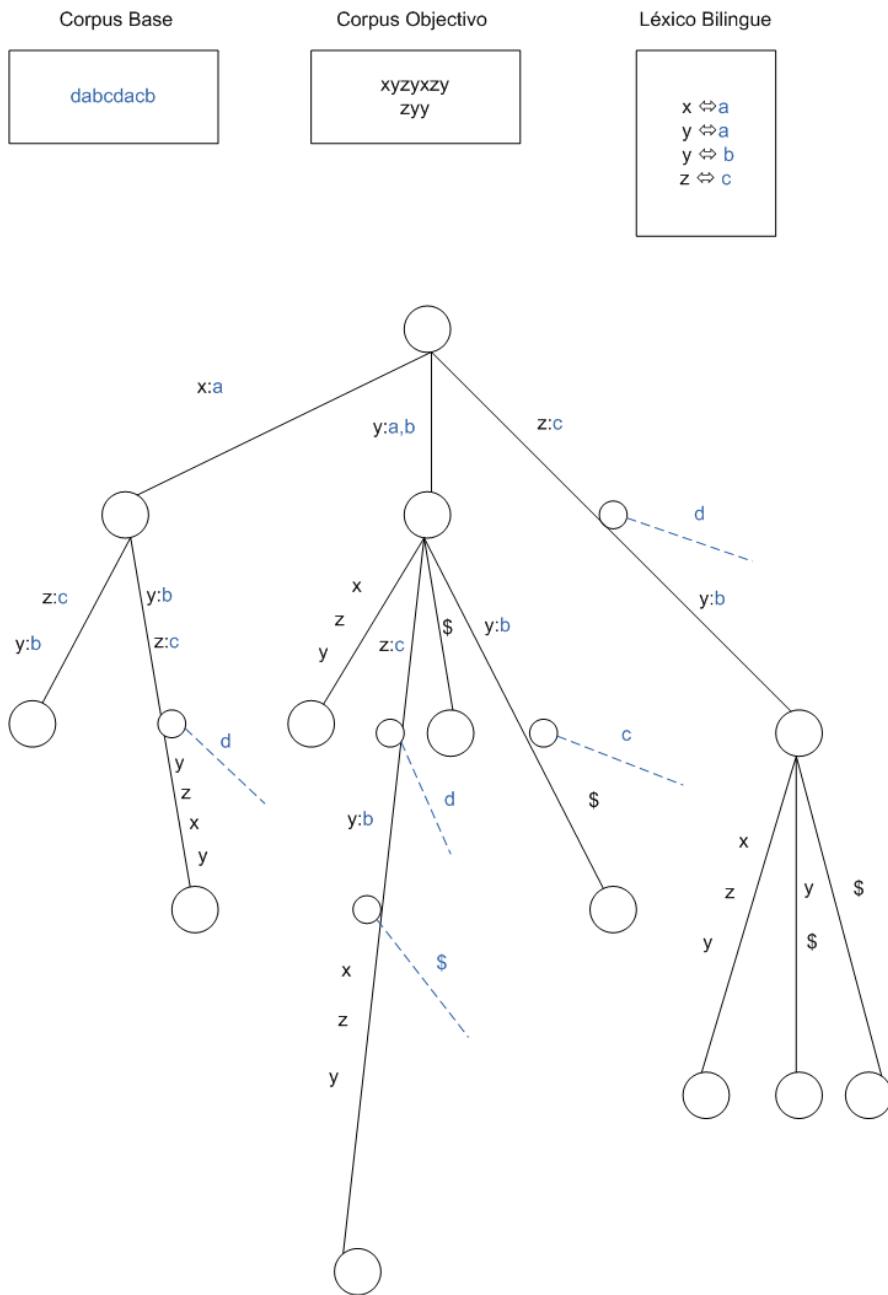 Corpus Base
Corpus Objectivo
Léxico Bilingue
dabcdacb
xyzyxzy
zyy
x ⇔ a
y ⇔ a
y ⇔ b
z ⇔ c
x:a
y:a,b
z:c
d
z:c
y:b
y:b
z:c
d
y
z
x
y
x
z
y
z:c
$
y:b
d
c
y:b
$
$
x
z
y
y:b
x
z
y
y
$
$